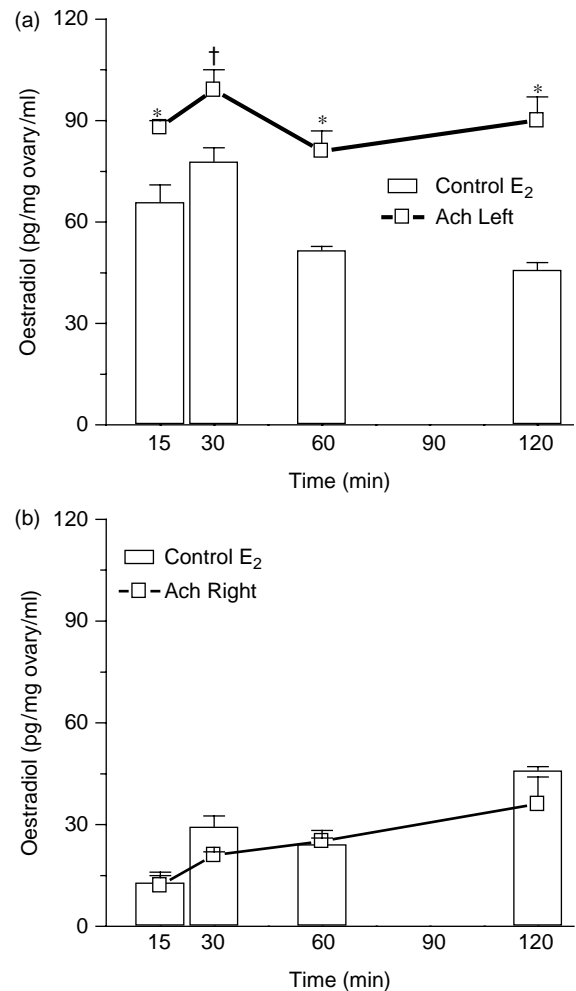 (a)
120
90
60
30
0
Oestradiol (pg/mg ovary/ml)
*
†
*
*
Control E₂
Ach Left
15 30 60 90 120
Time (min)
(b)
120
90
60
30
0
Oestradiol (pg/mg ovary/ml)
Control E₂
Ach Right
15 30 60 90 120
Time (min)